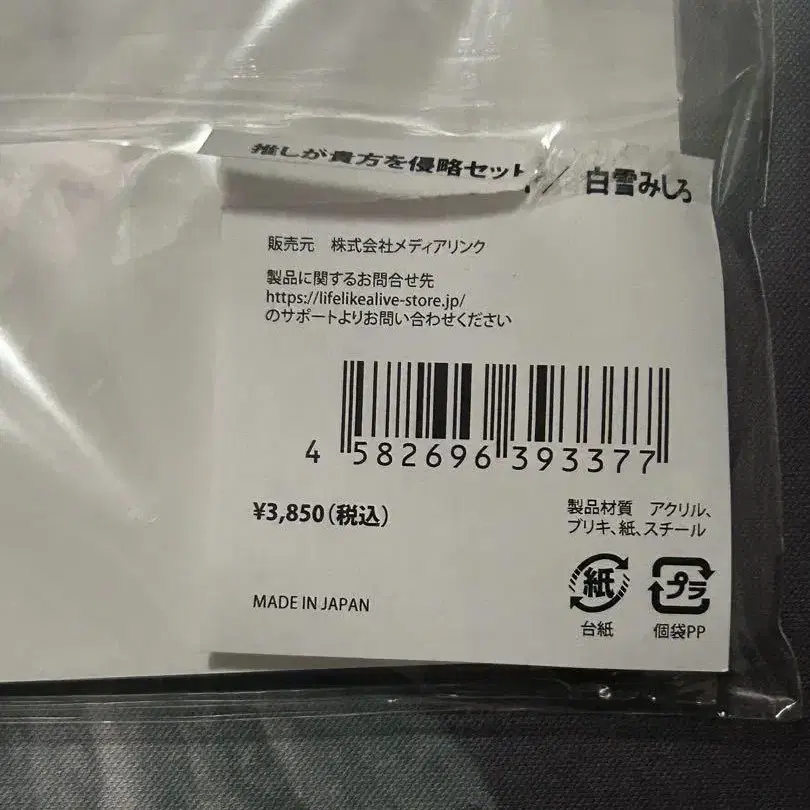 推しが貴方を侵略セット / 白雪みしろ
販売元 株式会社メディアリンク
製品に関するお問合せ先
https://lifelikealive-store.jp/
のサポートよりお問い合わせください
4 582696 393377
¥3,850(税込)
製品材質 アクリル、
ブリキ、紙、スチール
MADE IN JAPAN
紙
台紙
プラ
個袋PP